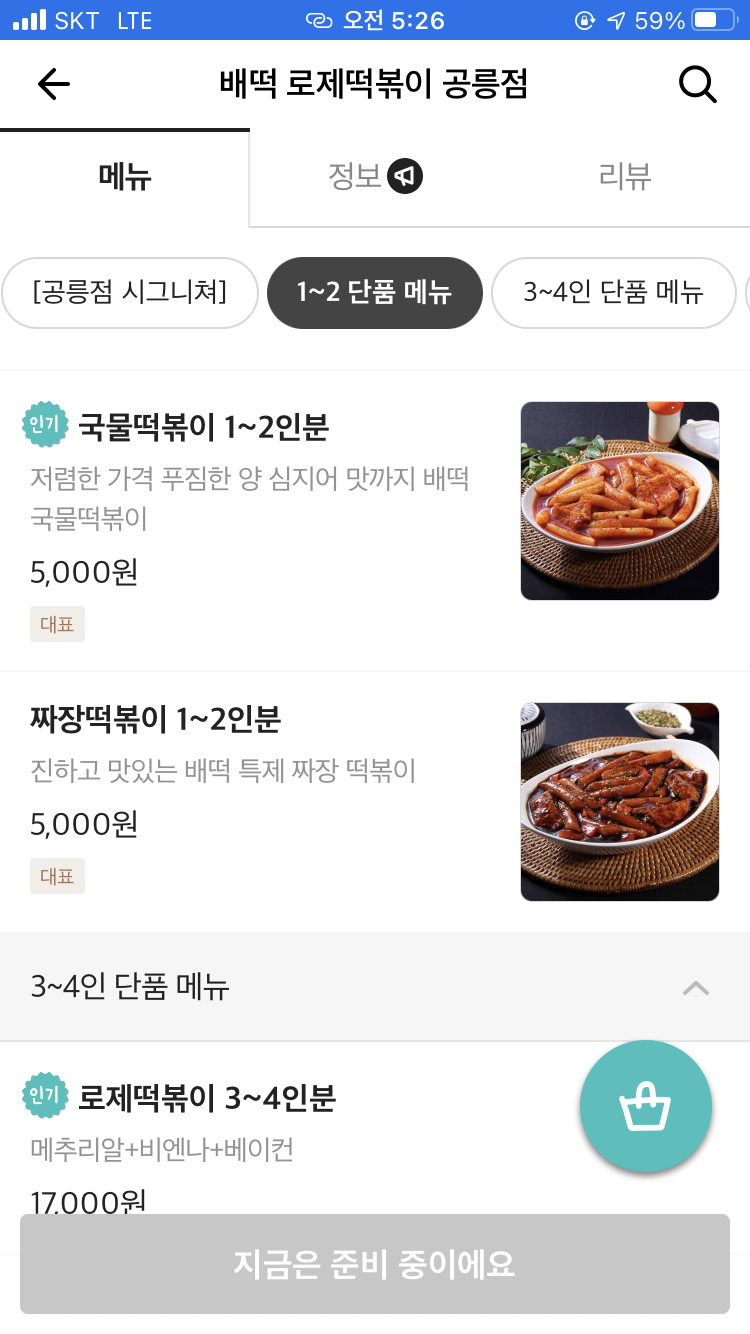 SKT LTE 오전 5:26 59%
배떡 로제떡볶이 공릉점
메뉴 정보 리뷰
[공릉점 시그니쳐] 1~2 단품 메뉴 3~4인 단품 메뉴
인기 국물떡볶이 1~2인분
저렴한 가격 푸짐한 양 심지어 맛까지 배떡
국물떡볶이
5,000원
대표
짜장떡볶이 1~2인분
진하고 맛있는 배떡 특제 짜장 떡볶이
5,000원
대표
3~4인 단품 메뉴
인기 로제떡볶이 3~4인분
메추리알+비엔나+베이컨
17,000원
지금은 준비 중이에요